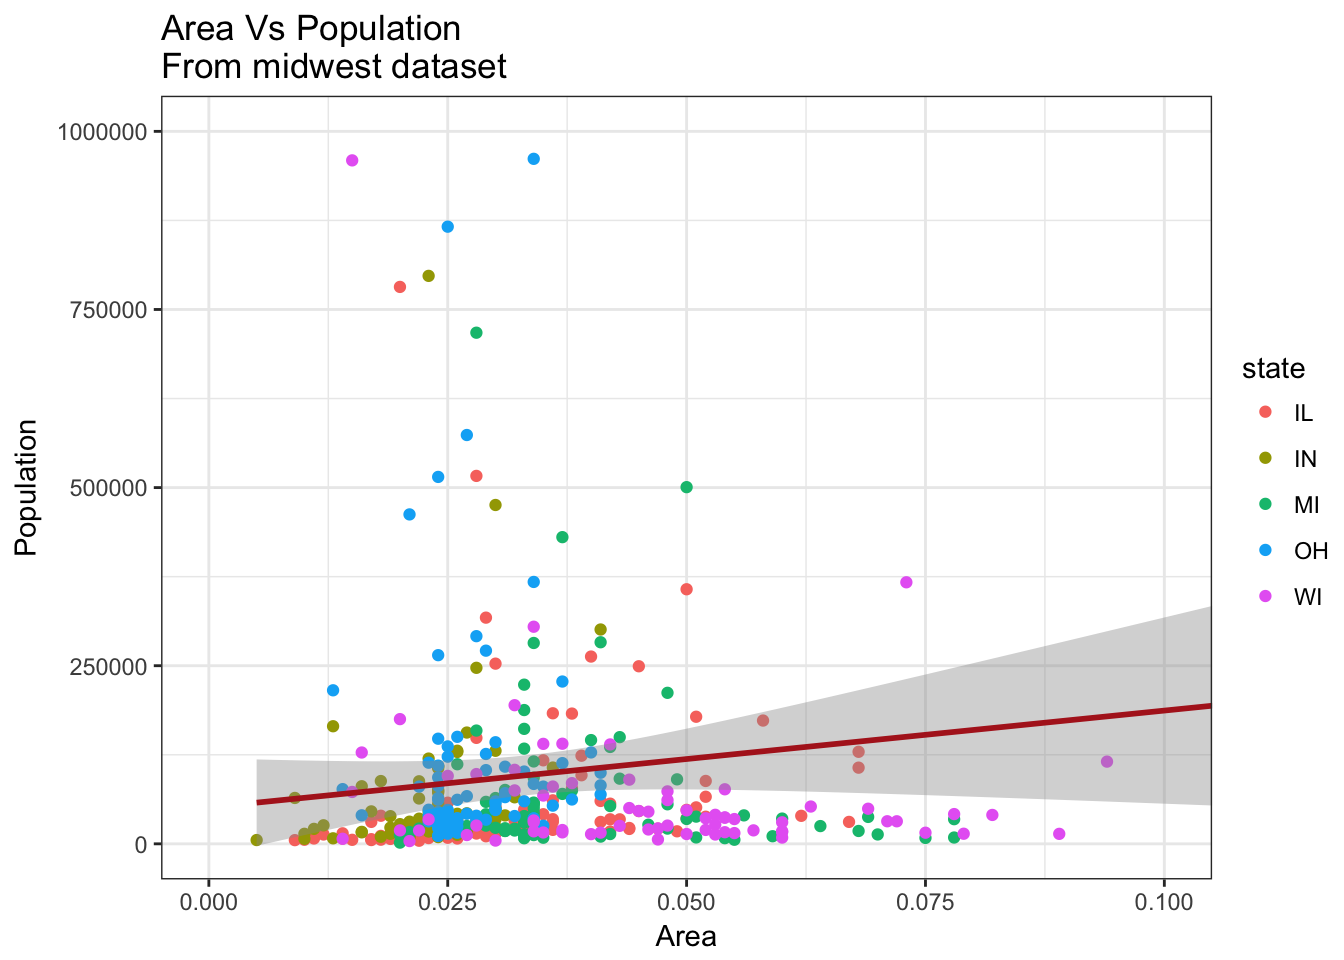 Area Vs Population
From midwest dataset
Population
1000000
750000
500000
250000
0
0.000
0.025
0.050
0.075
0.100
Area
state
IL
IN
MI
OH
WI